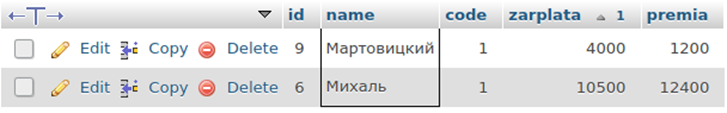 id name code zarplata 1 premia
Edit Copy Delete 9 Мартовицкий 1 4000 1200
Edit Copy Delete 6 Михаль 1 10500 12400